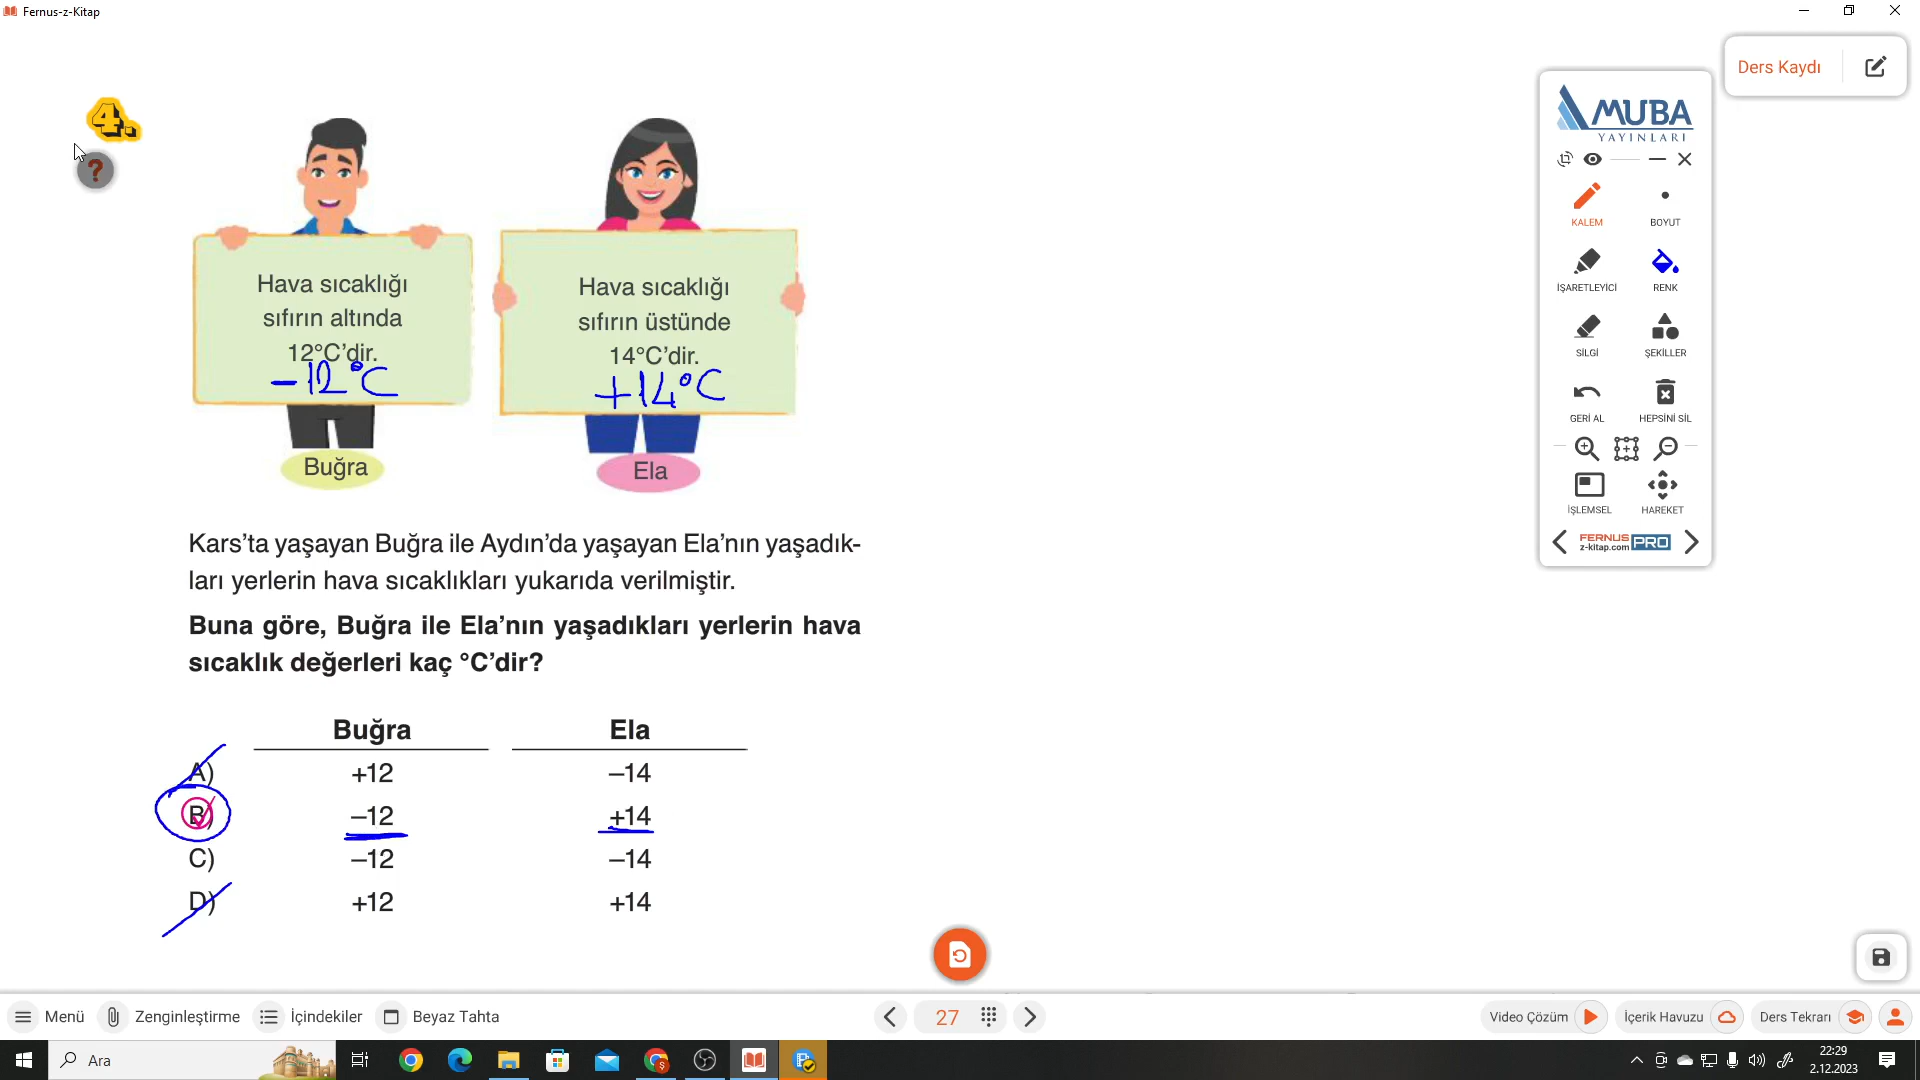 Fernus-z-Kitap
Ders Kaydı
4.
?
Hava sıcaklığı
sıfırın altında
12°C’dir.
−12°C
Buğra
Hava sıcaklığı
sıfırın üstünde
14°C’dir.
+14°C
Ela
Kars’ta yaşayan Buğra ile Aydın’da yaşayan Ela’nın yaşadık-
ları yerlerin hava sıcaklıkları yukarıda verilmiştir.
Buna göre, Buğra ile Ela’nın yaşadıkları yerlerin hava
sıcaklık değerleri kaç °C’dir?
Buğra Ela
A) +12 –14
B) –12 +14
C) –12 –14
D) +12 +14
MUBA
YAYINLARI
KALEM BOYUT
İŞARETLEYİCİ RENK
SİLGİ ŞEKİLLER
GERİ AL HEPSİNİ SİL
İŞLEMSEL HAREKET
FERNUS
z-kitap.com PRO
Menü Zenginleştirme İçindekiler Beyaz Tahta 27 Video Çözüm İçerik Havuzu Ders Tekrarı
Ara
22:29
2.12.2023